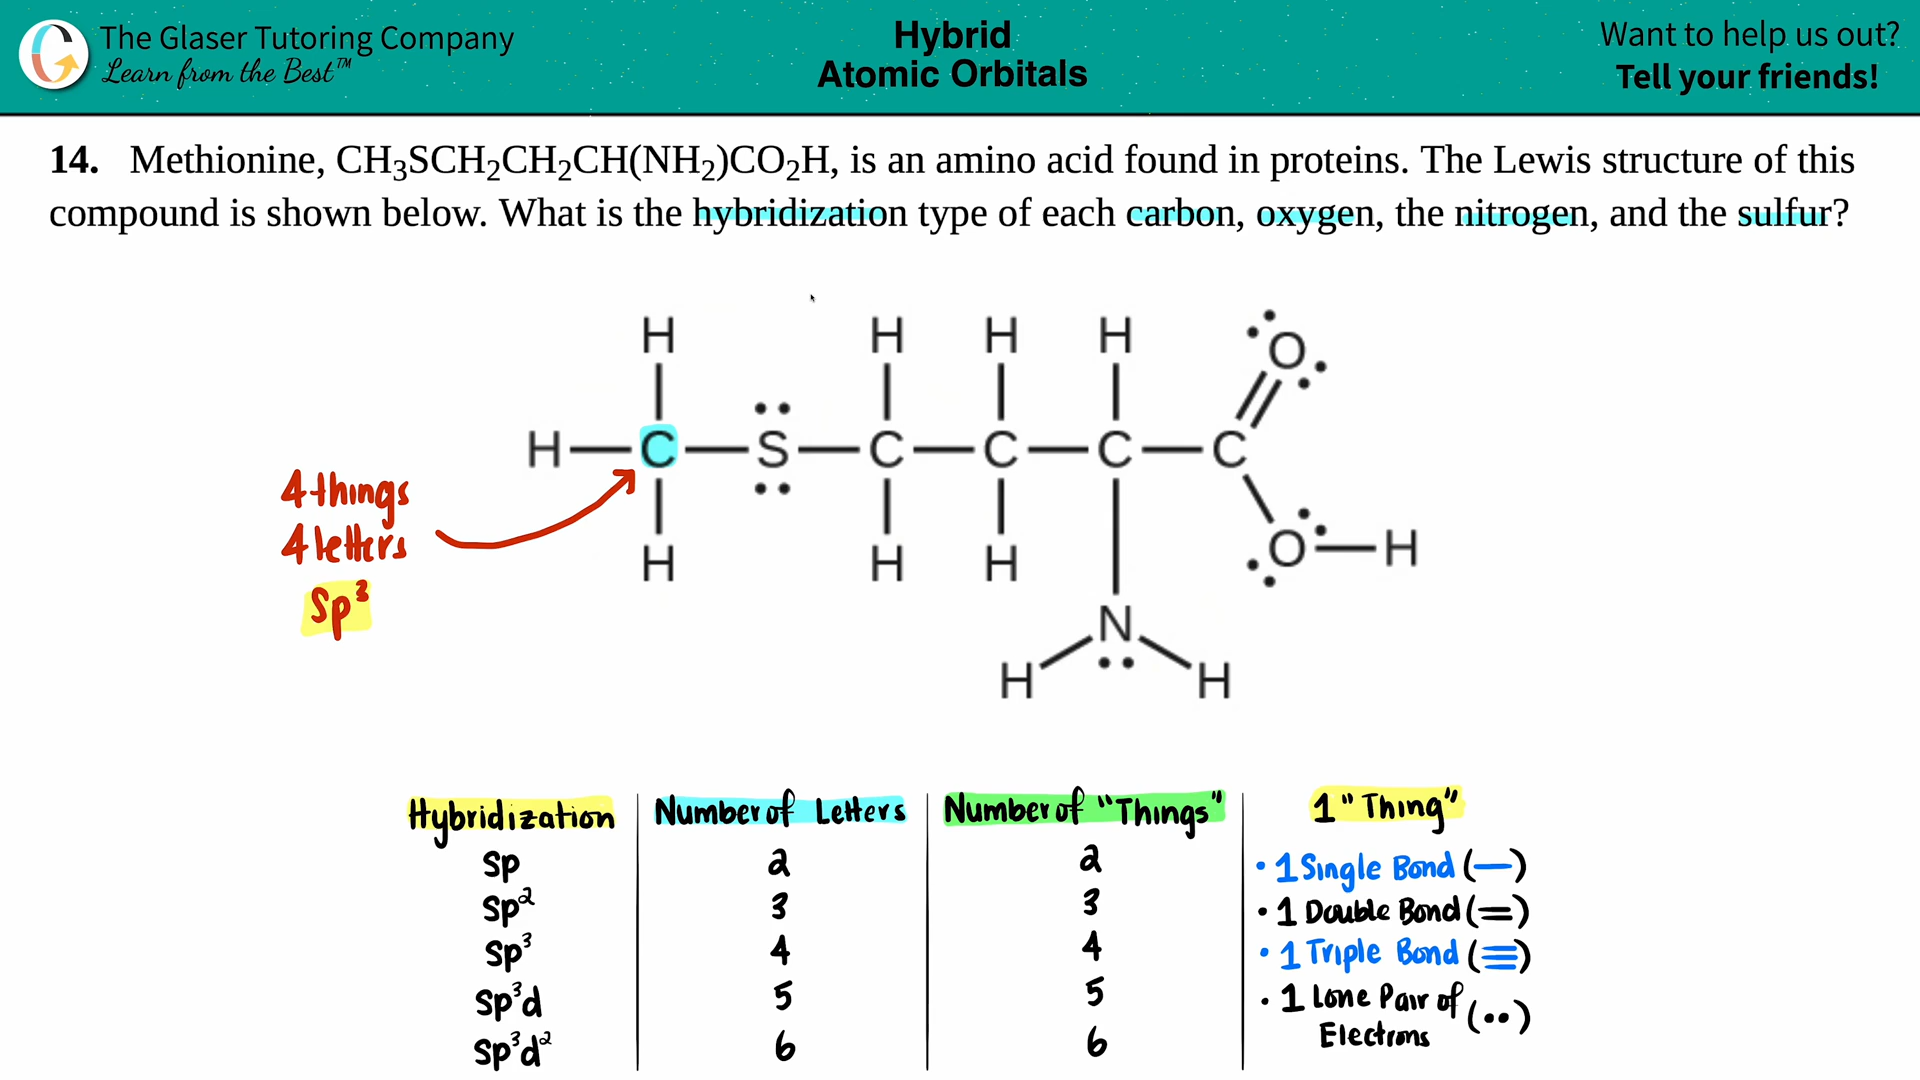 The Glaser Tutoring Company
Learn from the Best™
Hybrid
Atomic Orbitals
Want to help us out?
Tell your friends!
14. Methionine, CH₃SCH₂CH₂CH(NH₂)CO₂H, is an amino acid found in proteins. The Lewis structure of this
compound is shown below. What is the hybridization type of each carbon, oxygen, the nitrogen, and the sulfur?
H H H H O
H C S C C C C
H H H O H
N
H H
4 things
4 letters
Sp³
Hybridization Number of Letters Number of "Things" 1 "Thing"
Sp 2 2 • 1 Single Bond (—)
Sp² 3 3 • 1 Double Bond (=)
Sp³ 4 4 • 1 Triple Bond (≡)
Sp³d 5 5 • 1 Lone Pair of
Electrons (••)
Sp³d² 6 6